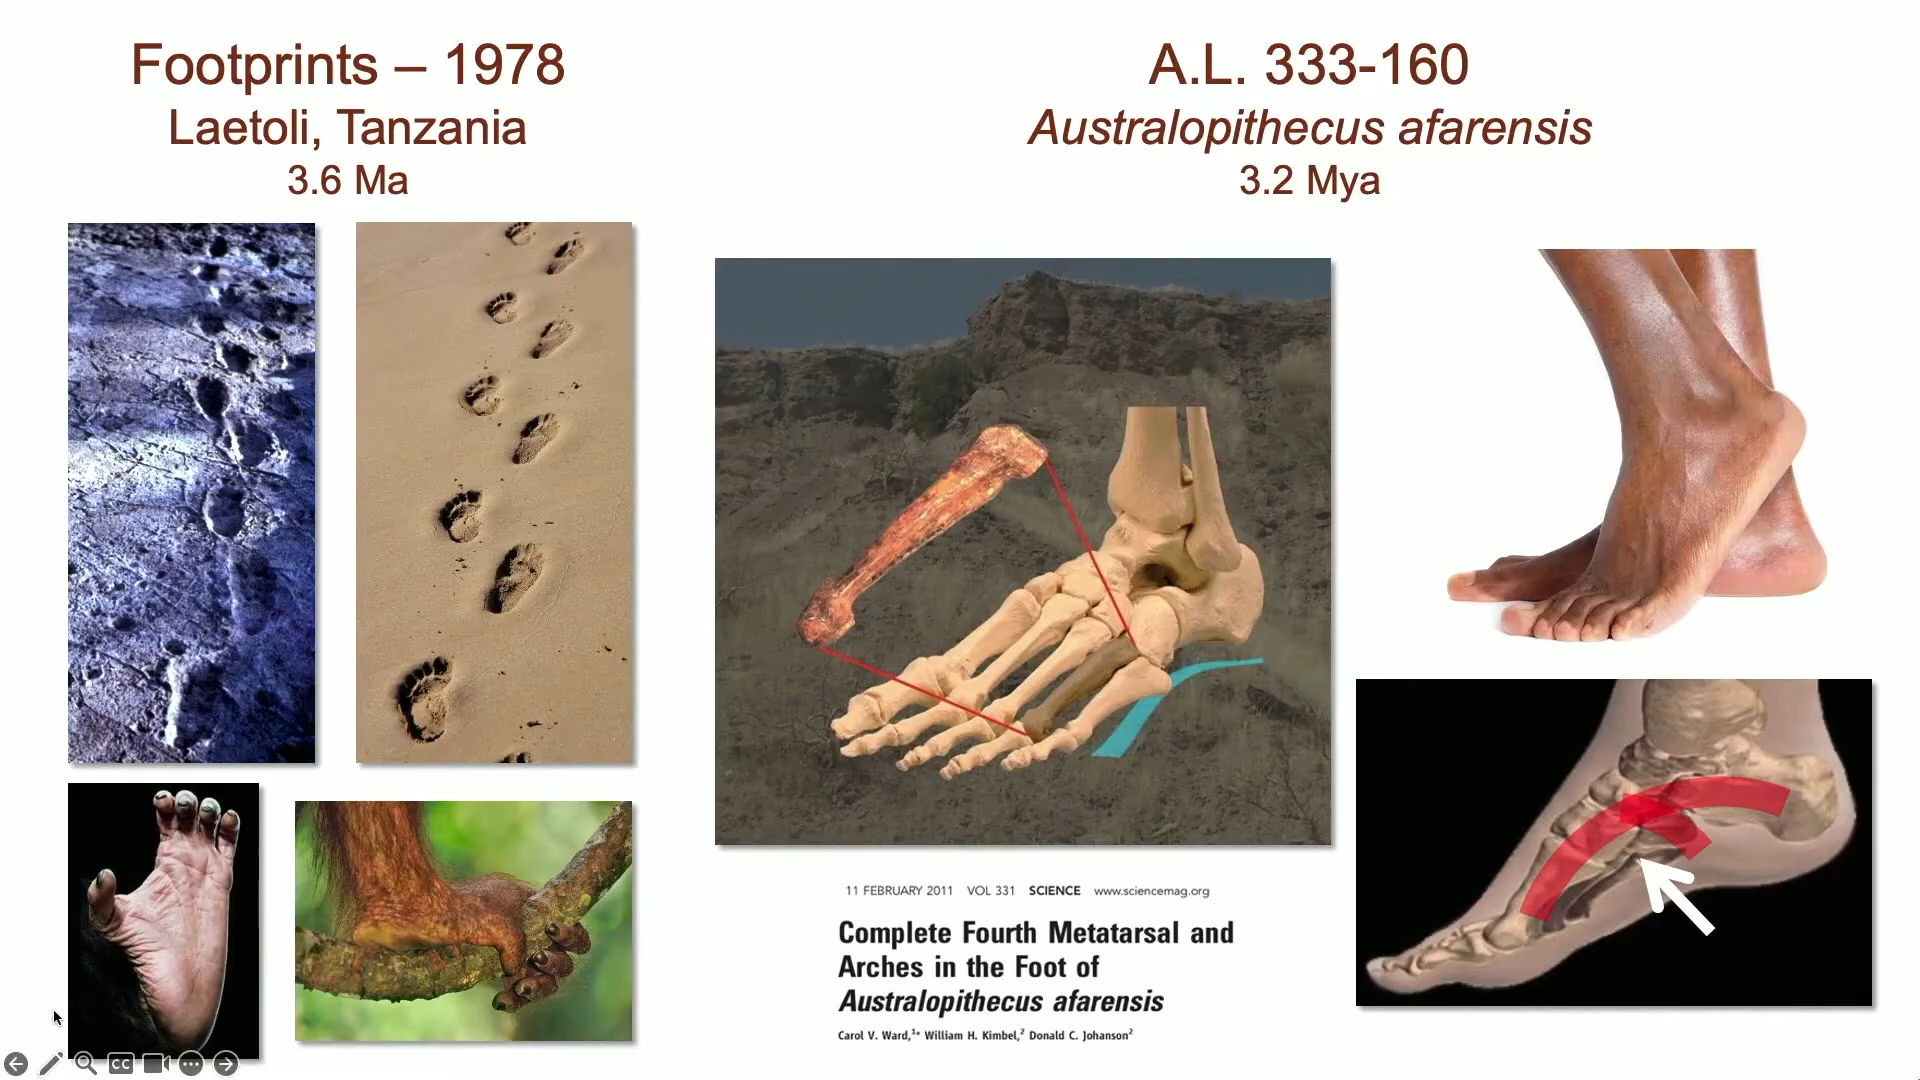 Footprints – 1978
Laetoli, Tanzania
3.6 Ma
A.L. 333-160
Australopithecus afarensis
3.2 Mya
11 FEBRUARY 2011 VOL 331 SCIENCE www.sciencemag.org
Complete Fourth Metatarsal and
Arches in the Foot of
Australopithecus afarensis
Carol V. Ward,1* William H. Kimbel,2 Donald C. Johanson2
CC